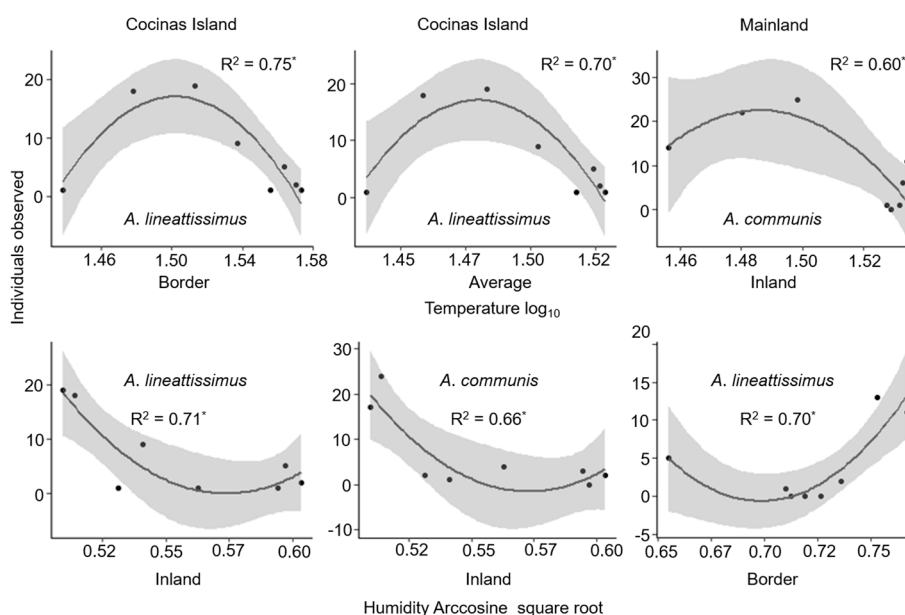 Cocinas Island
Cocinas Island
Mainland
Individuals observed
20
10
0
R² = 0.75*
A. lineattissimus
1.46
1.50
1.54
1.58
Border
20
10
0
R² = 0.70*
A. lineattissimus
1.45
1.47
1.50
1.52
Average
30
20
10
0
R² = 0.60*
A. communis
1.46
1.48
1.50
1.52
Inland
Temperature log₁₀
20
10
0
A. lineattissimus
R² = 0.71*
0.52
0.55
0.57
0.60
Inland
30
20
10
0
-10
A. communis
R² = 0.66*
0.52
0.55
0.57
0.60
Inland
20
15
10
5
0
-5
A. lineattissimus
R² = 0.70*
0.65
0.67
0.70
0.72
0.75
Border
Humidity Arccosine square root